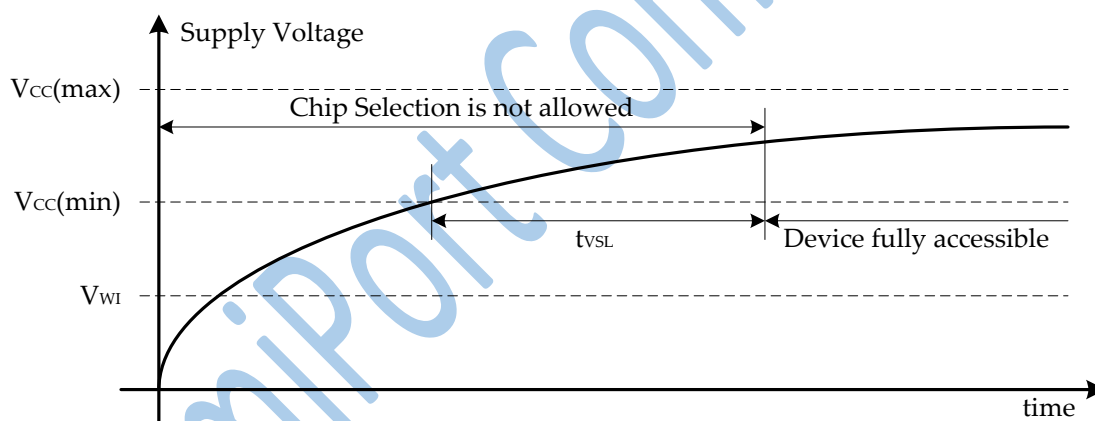 Supply Voltage
Vcc(max)
Chip Selection is not allowed
Vcc(min)
tVSL
Device fully accessible
VWI
time